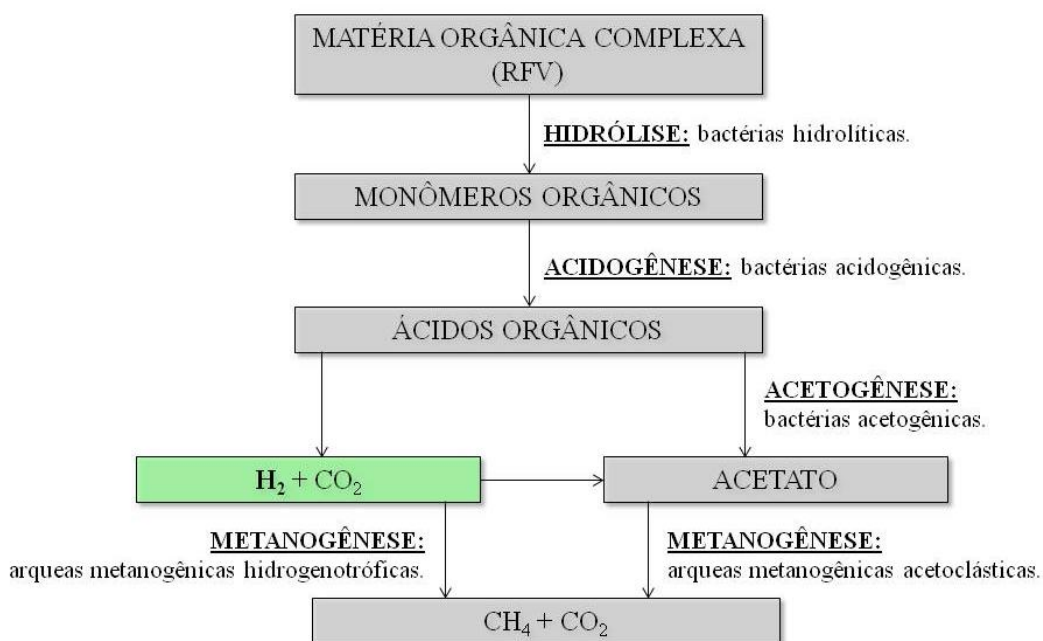 MATÉRIA ORGÂNICA COMPLEXA
(RFV)
HIDRÓLISE: bactérias hidrolíticas.
MONÔMEROS ORGÂNICOS
ACIDOGÊNESE: bactérias acidogênicas.
ÁCIDOS ORGÂNICOS
ACETOGÊNESE:
bactérias acetogênicas.
H₂ + CO₂
ACETATO
METANOGÊNESE:
arqueas metanogênicas hidrogenotróficas.
METANOGÊNESE:
arqueas metanogênicas acetoclásticas.
CH₄ + CO₂